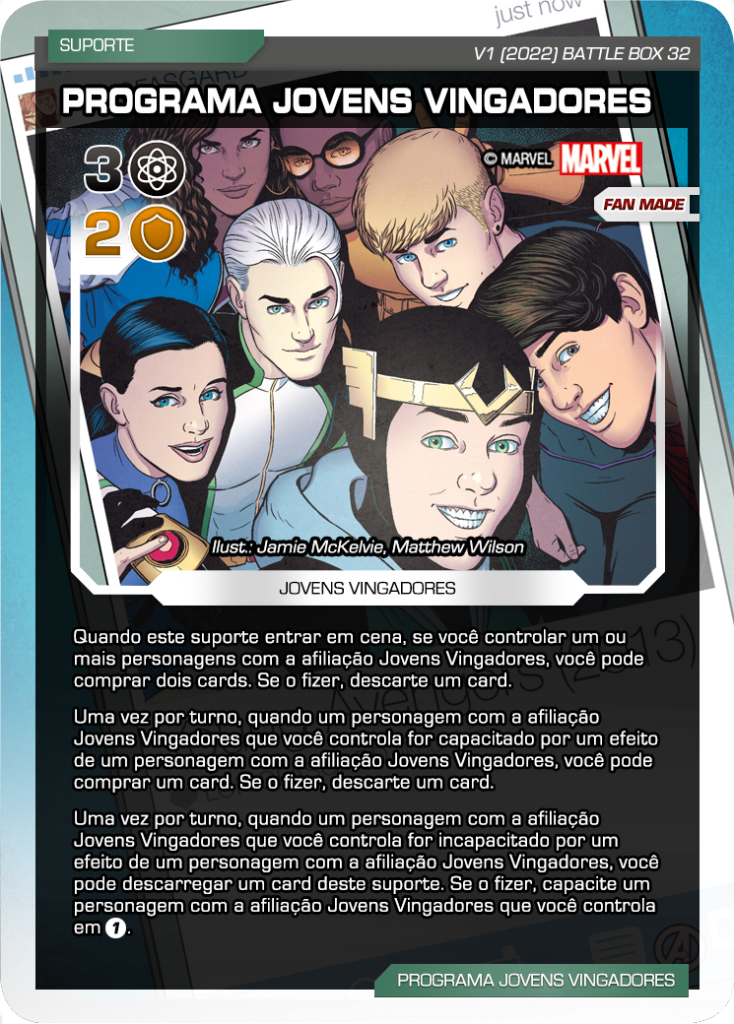 just now
SUPORTE
V1 (2022) BATTLE BOX 32
PROGRAMA JOVENS VINGADORES
3
© MARVEL MARVEL
FAN MADE
2
Ilust.: Jamie McKelvie, Matthew Wilson
JOVENS VINGADORES
Quando este suporte entrar em cena, se você controlar um ou
mais personagens com a afiliação Jovens Vingadores, você pode
comprar dois cards. Se o fizer, descarte um card.
Uma vez por turno, quando um personagem com a afiliação
Jovens Vingadores que você controla for capacitado por um efeito
de um personagem com a afiliação Jovens Vingadores, você pode
comprar um card. Se o fizer, descarte um card.
Uma vez por turno, quando um personagem com a afiliação
Jovens Vingadores que você controla for incapacitado por um
efeito de um personagem com a afiliação Jovens Vingadores, você
pode descarregar um card deste suporte. Se o fizer, capacite um
personagem com a afiliação Jovens Vingadores que você controla
em 1.
PROGRAMA JOVENS VINGADORES